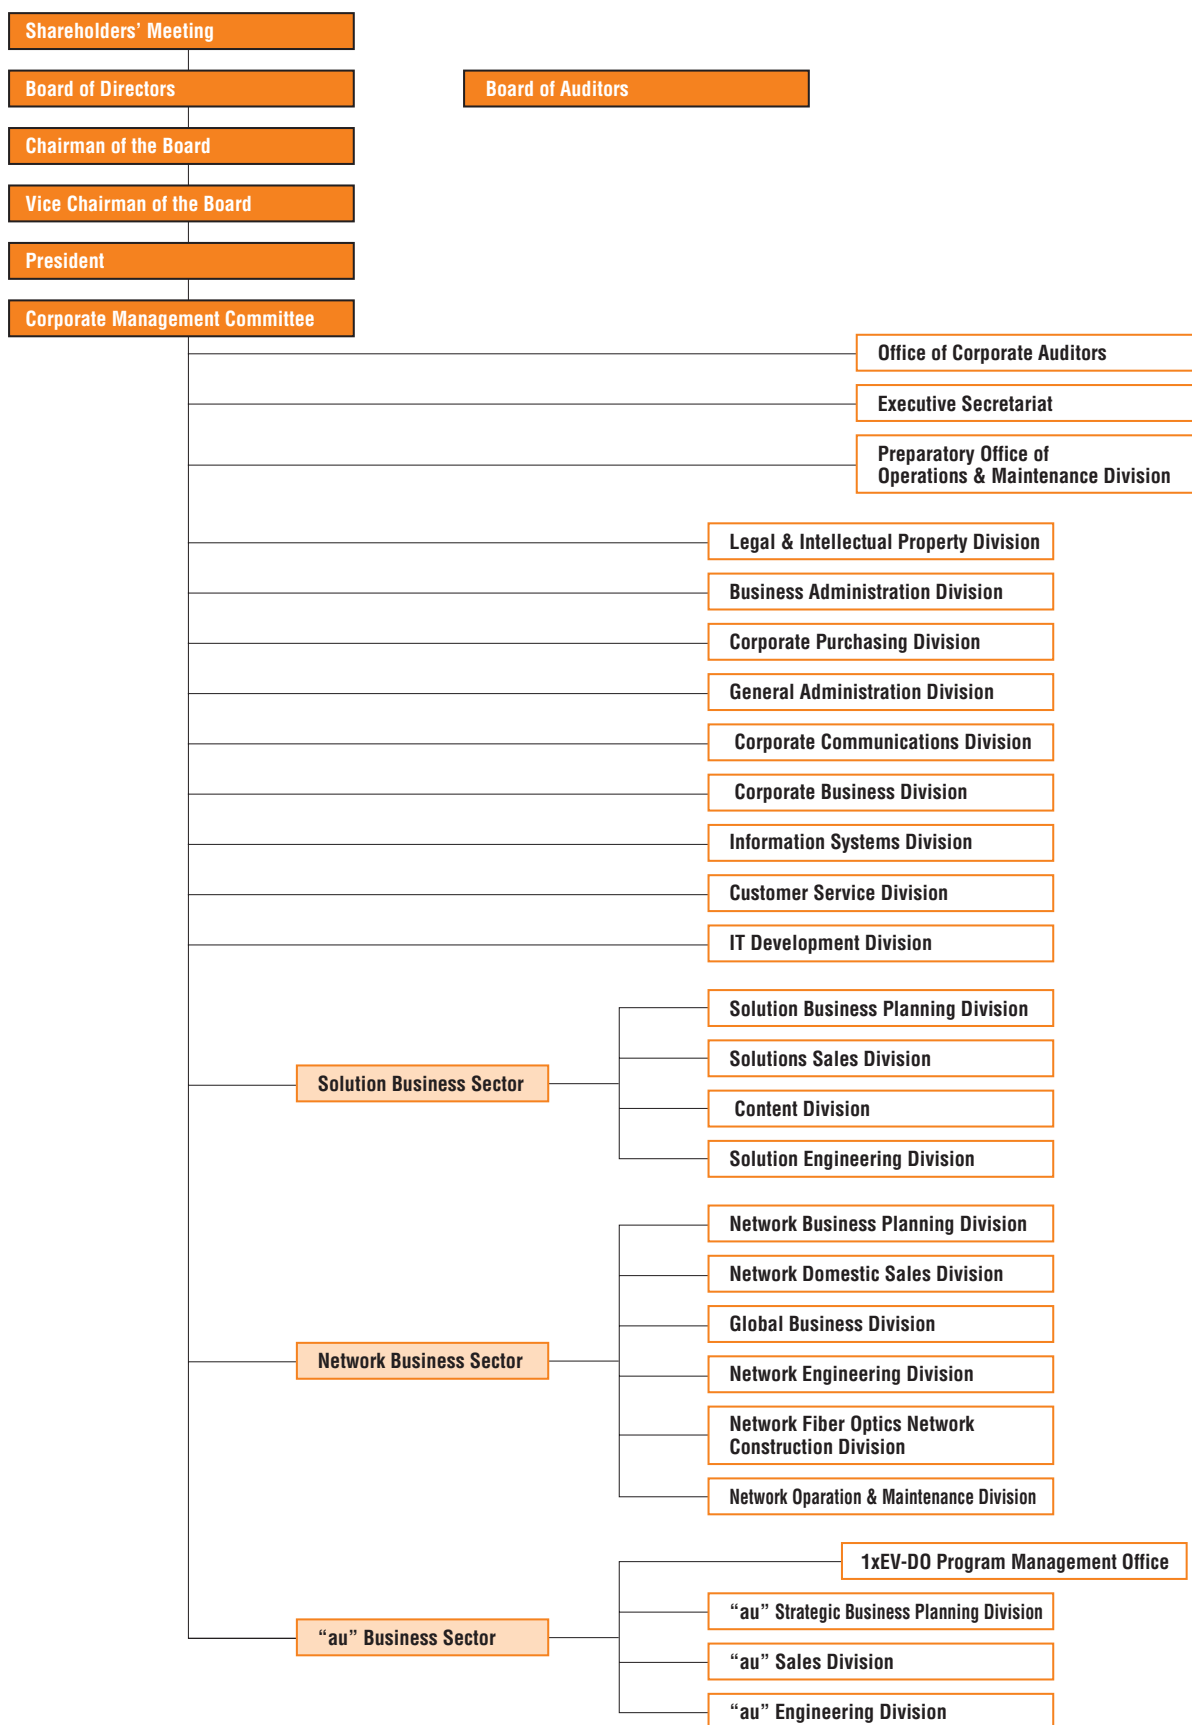 Shareholders’ Meeting
Board of Directors
Board of Auditors
Chairman of the Board
Vice Chairman of the Board
President
Corporate Management Committee
Office of Corporate Auditors
Executive Secretariat
Preparatory Office of
Operations & Maintenance Division
Legal & Intellectual Property Division
Business Administration Division
Corporate Purchasing Division
General Administration Division
Corporate Communications Division
Corporate Business Division
Information Systems Division
Customer Service Division
IT Development Division
Solution Business Sector
Solution Business Planning Division
Solutions Sales Division
Content Division
Solution Engineering Division
Network Business Sector
Network Business Planning Division
Network Domestic Sales Division
Global Business Division
Network Engineering Division
Network Fiber Optics Network
Construction Division
Network Oparation & Maintenance Division
“au” Business Sector
1xEV-DO Program Management Office
“au” Strategic Business Planning Division
“au” Sales Division
“au” Engineering Division